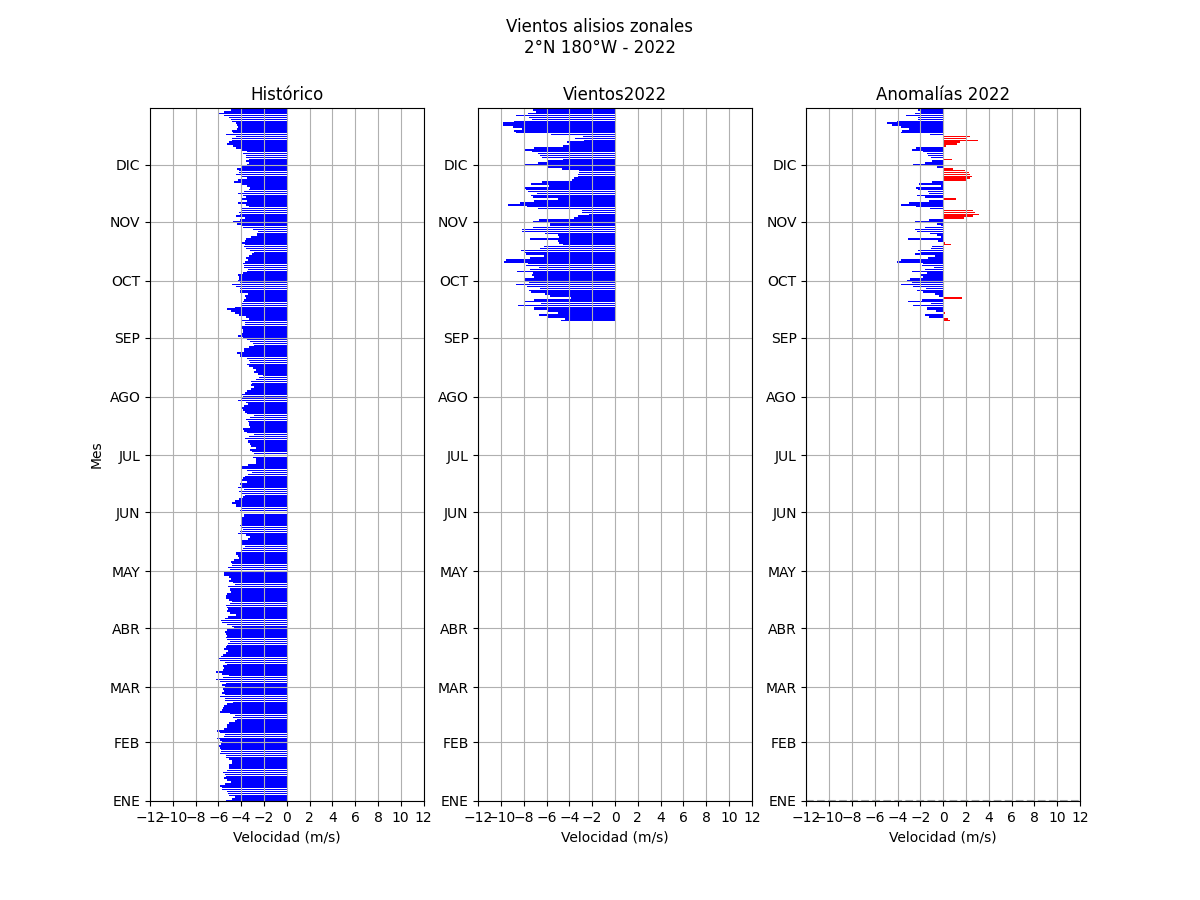 Vientos alisios zonales
2°N 180°W - 2022
Histórico
Vientos2022
Anomalías 2022
Mes
DIC
NOV
OCT
SEP
AGO
JUL
JUN
MAY
ABR
MAR
FEB
ENE
−12 −10 −8 −6 −4 −2 0 2 4 6 8 10 12
Velocidad (m/s)
DIC
NOV
OCT
SEP
AGO
JUL
JUN
MAY
ABR
MAR
FEB
ENE
−12 −10 −8 −6 −4 −2 0 2 4 6 8 10 12
Velocidad (m/s)
DIC
NOV
OCT
SEP
AGO
JUL
JUN
MAY
ABR
MAR
FEB
ENE
−12 −10 −8 −6 −4 −2 0 2 4 6 8 10 12
Velocidad (m/s)